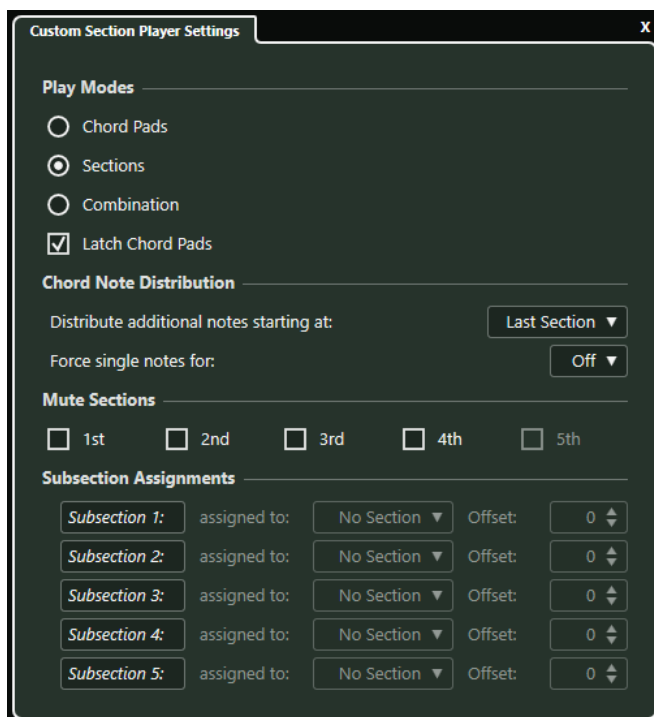 Custom Section Player Settings X
Play Modes
Chord Pads
Sections
Combination
Latch Chord Pads
Chord Note Distribution
Distribute additional notes starting at: Last Section
Force single notes for: Off
Mute Sections
1st 2nd 3rd 4th 5th
Subsection Assignments
Subsection 1: assigned to: No Section Offset: 0
Subsection 2: assigned to: No Section Offset: 0
Subsection 3: assigned to: No Section Offset: 0
Subsection 4: assigned to: No Section Offset: 0
Subsection 5: assigned to: No Section Offset: 0